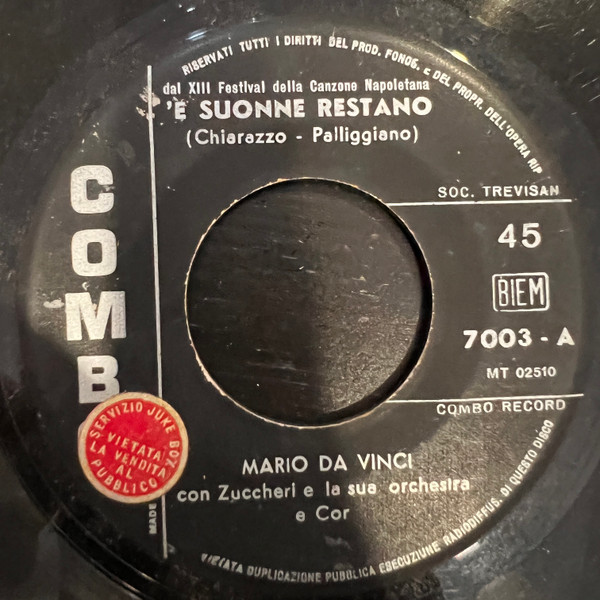 RISERVATI TUTTI I DIRITTI DEL PROD. FONOG. E DEL PROPR. DELL'OPERA RIP
dal XIII Festival della Canzone Napoletana
'E SUONNE RESTANO
(Chiarazzo - Palliggiano)
SOC. TREVISAN
45
BIEM
7003 - A
MT 02510
COMBO RECORD
COMB
SERVIZIO JUKE BOX
VIETATA
LA VENDITA
AL
PUBBLICO
MADE
MARIO DA VINCI
con Zuccheri e la sua orchestra
e Cor
VIETATA DUPLICAZIONE PUBBLICA ESECUZIONE RADIODIFFUS. DI QUESTO DISCO